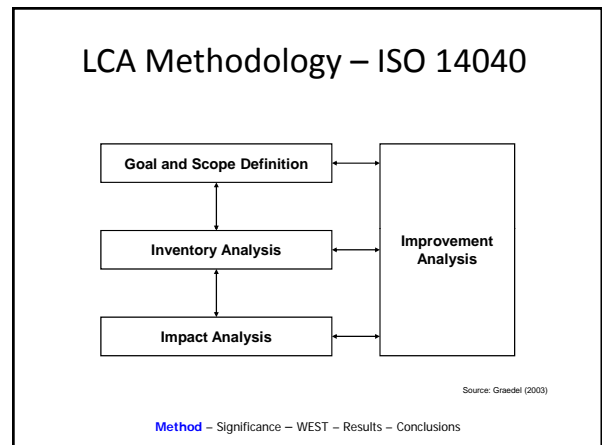 LCA Methodology – ISO 14040
Goal and Scope Definition
Inventory Analysis
Improvement
Analysis
Impact Analysis
Source: Graedel (2003)
Method – Significance – WEST – Results – Conclusions